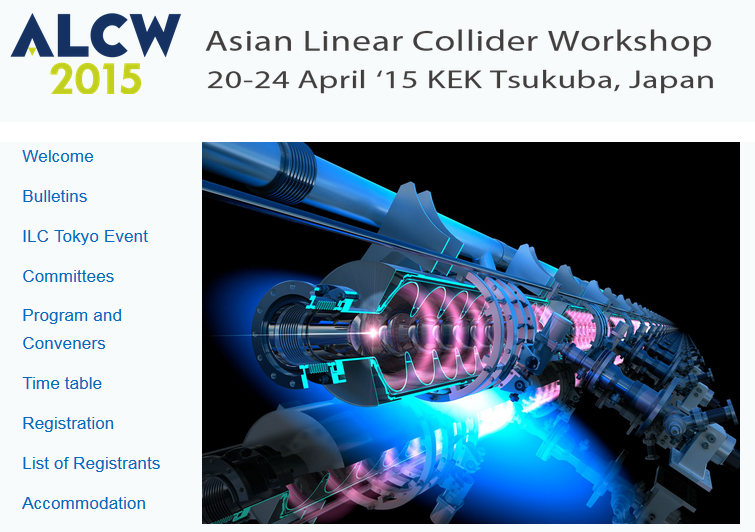 ALCW
2015
Asian Linear Collider Workshop
20-24 April ‘15 KEK Tsukuba, Japan
Welcome
Bulletins
ILC Tokyo Event
Committees
Program and
Conveners
Time table
Registration
List of Registrants
Accommodation